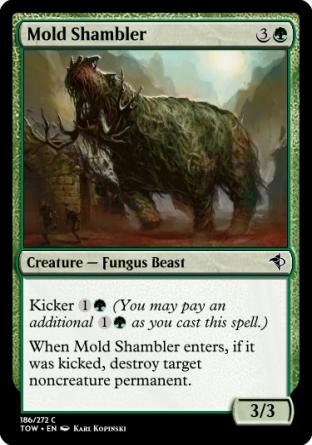 Mold Shambler 3
Creature — Fungus Beast
Kicker 1 (You may pay an
additional 1 as you cast this spell.)
When Mold Shambler enters, if it
was kicked, destroy target
noncreature permanent.
186/272 C
TOW • EN Karl Kopinski
3/3